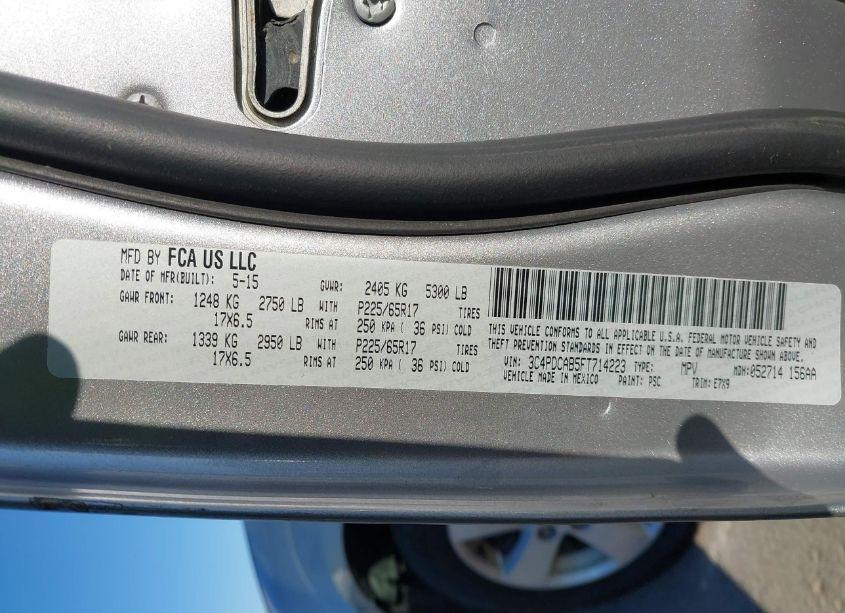 MFD BY FCA US LLC
DATE OF MFR(BUILT): 5-15 GVWR: 2405 KG 5300 LB
GAWR FRONT: 1248 KG 2750 LB WITH P225/65R17 TIRES
17X6.5 RIMS AT 250 KPA ( 36 PSI) COLD
GAWR REAR: 1339 KG 2950 LB WITH P225/65R17 TIRES
17X6.5 RIMS AT 250 KPA ( 36 PSI) COLD
THIS VEHICLE CONFORMS TO ALL APPLICABLE U.S.A. FEDERAL MOTOR VEHICLE SAFETY AND
THEFT PREVENTION STANDARDS IN EFFECT ON THE DATE OF MANUFACTURE SHOWN ABOVE.
VIN: 3C4PDCAB5FT714223 TYPE: MPV MDH:052714 156AA
VEHICLE MADE IN MEXICO PAINT: PSC TRIM: E7X9